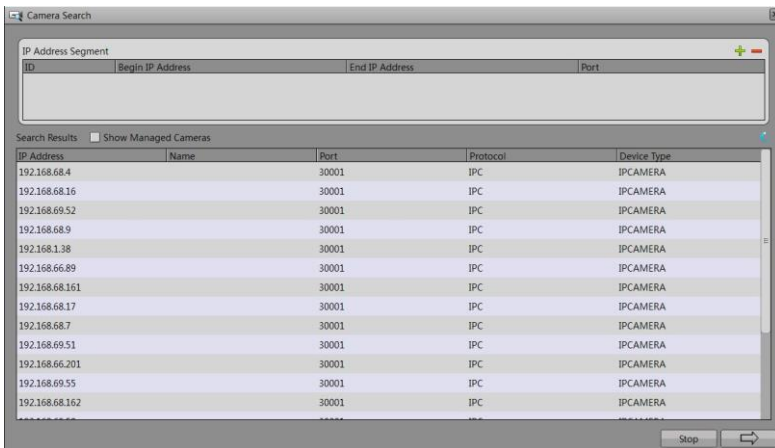 Camera Search
IP Address Segment
ID Begin IP Address End IP Address Port
Search Results Show Managed Cameras
IP Address Name Port Protocol Device Type
192.168.68.4 30001 IPC IPCAMERA
192.168.68.16 30001 IPC IPCAMERA
192.168.69.52 30001 IPC IPCAMERA
192.168.68.9 30001 IPC IPCAMERA
192.168.1.38 30001 IPC IPCAMERA
192.168.66.89 30001 IPC IPCAMERA
192.168.68.161 30001 IPC IPCAMERA
192.168.68.17 30001 IPC IPCAMERA
192.168.68.7 30001 IPC IPCAMERA
192.168.69.51 30001 IPC IPCAMERA
192.168.66.201 30001 IPC IPCAMERA
192.168.69.55 30001 IPC IPCAMERA
192.168.68.162 30001 IPC IPCAMERA
Stop